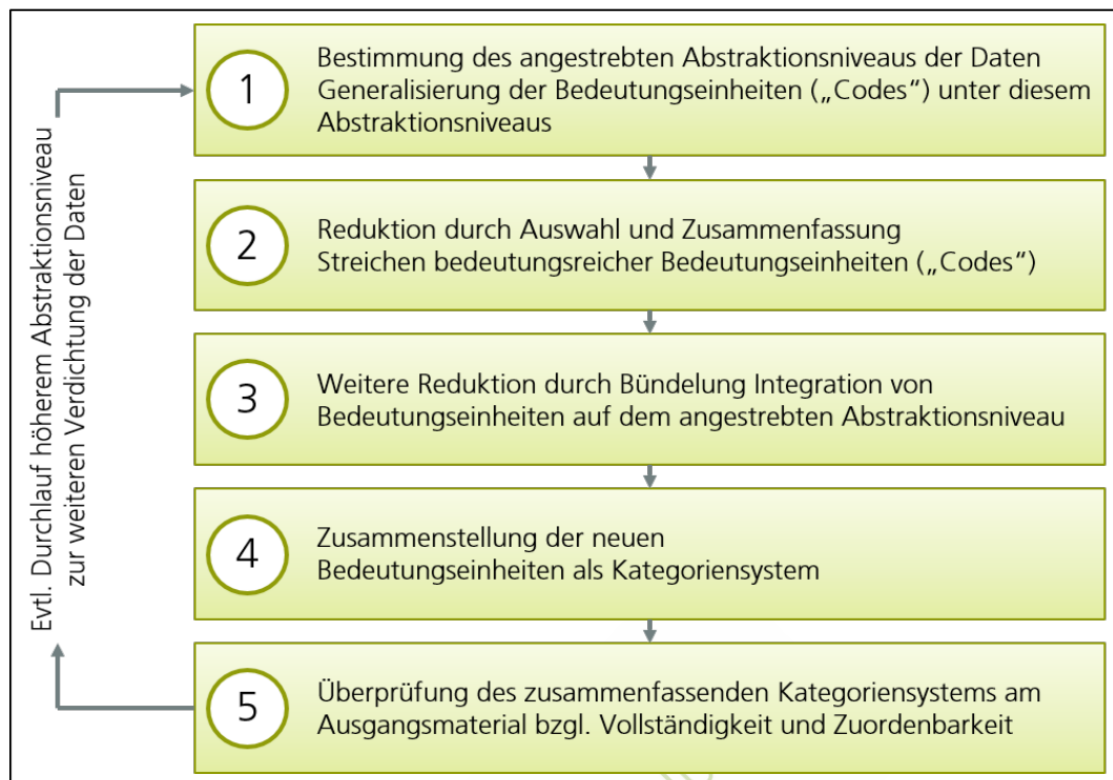 Evtl. Durchlauf höherem Abstraktionsniveau
zur weiteren Verdichtung der Daten
1
Bestimmung des angestrebten Abstraktionsniveaus der Daten
Generalisierung der Bedeutungseinheiten („Codes“) unter diesem
Abstraktionsniveaus
2
Reduktion durch Auswahl und Zusammenfassung
Streichen bedeutungsreicher Bedeutungseinheiten („Codes“)
3
Weitere Reduktion durch Bündelung Integration von
Bedeutungseinheiten auf dem angestrebten Abstraktionsniveau
4
Zusammenstellung der neuen
Bedeutungseinheiten als Kategoriensystem
5
Überprüfung des zusammenfassenden Kategoriensystems am
Ausgangsmaterial bzgl. Vollständigkeit und Zuordenbarkeit